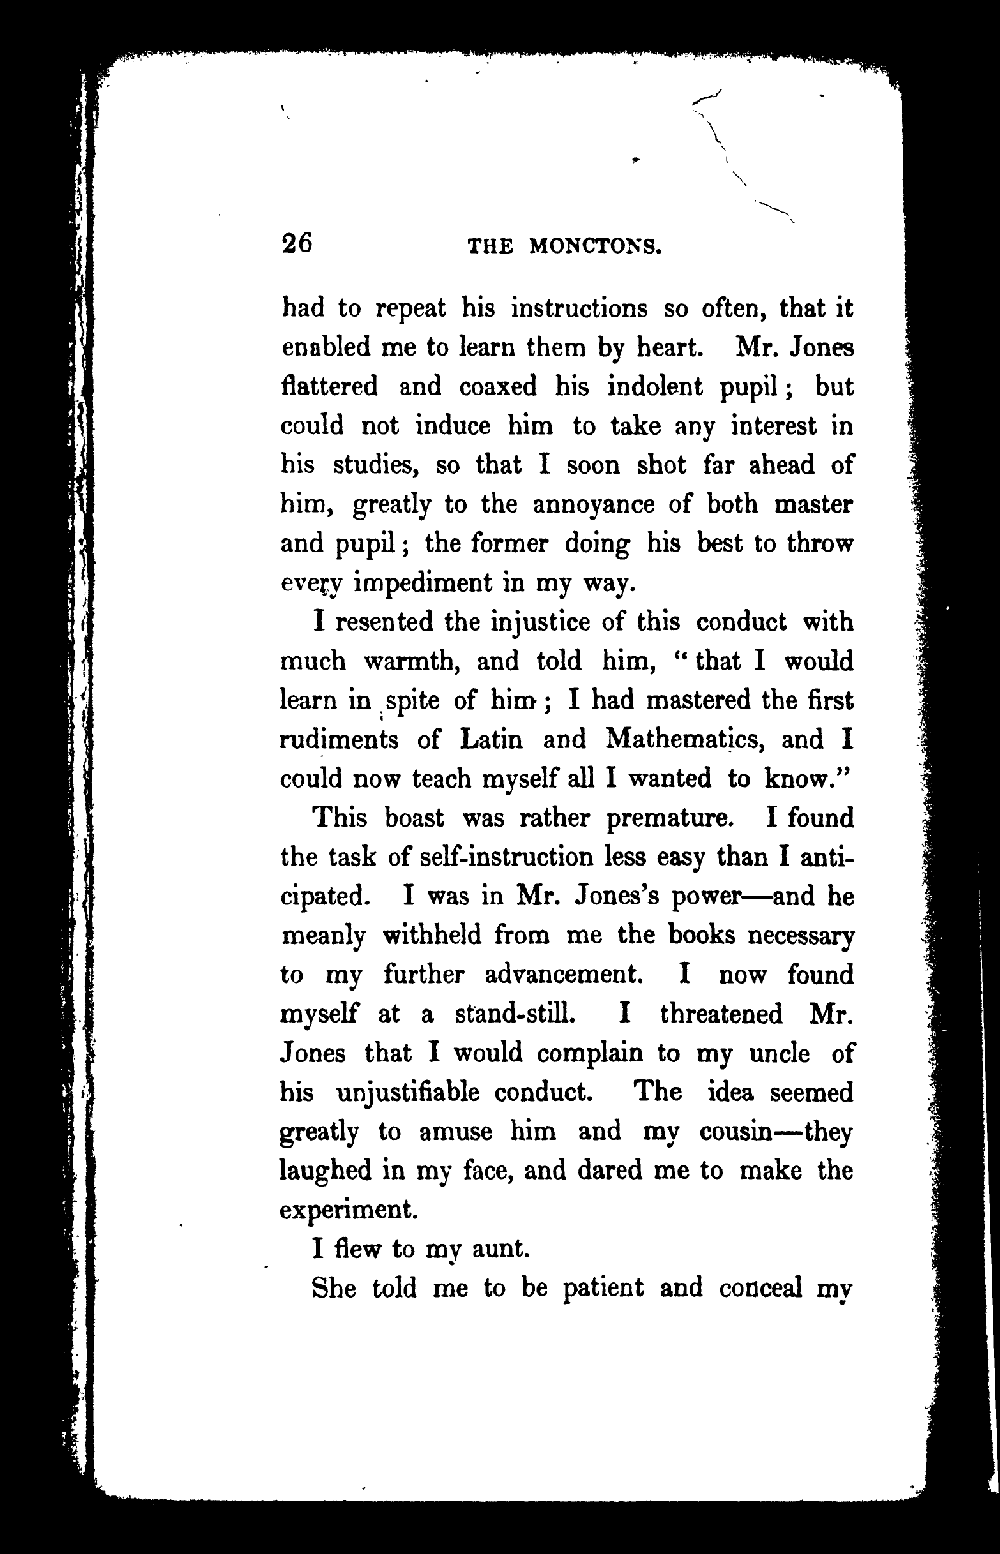 26 THE MONCTONS.
had to repeat his instructions so often, that it
enabled me to learn them by heart. Mr. Jones
flattered and coaxed his indolent pupil; but
could not induce him to take any interest in
his studies, so that I soon shot far ahead of
him, greatly to the annoyance of both master
and pupil; the former doing his best to throw
every impediment in my way.
I resented the injustice of this conduct with
much warmth, and told him, “that I would
learn in spite of him; I had mastered the first
rudiments of Latin and Mathematics, and I
could now teach myself all I wanted to know.”
This boast was rather premature. I found
the task of self-instruction less easy than I anti-
cipated. I was in Mr. Jones’s power—and he
meanly withheld from me the books necessary
to my further advancement. I now found
myself at a stand-still. I threatened Mr.
Jones that I would complain to my uncle of
his unjustifiable conduct. The idea seemed
greatly to amuse him and my cousin—they
laughed in my face, and dared me to make the
experiment.
I flew to my aunt.
She told me to be patient and conceal my